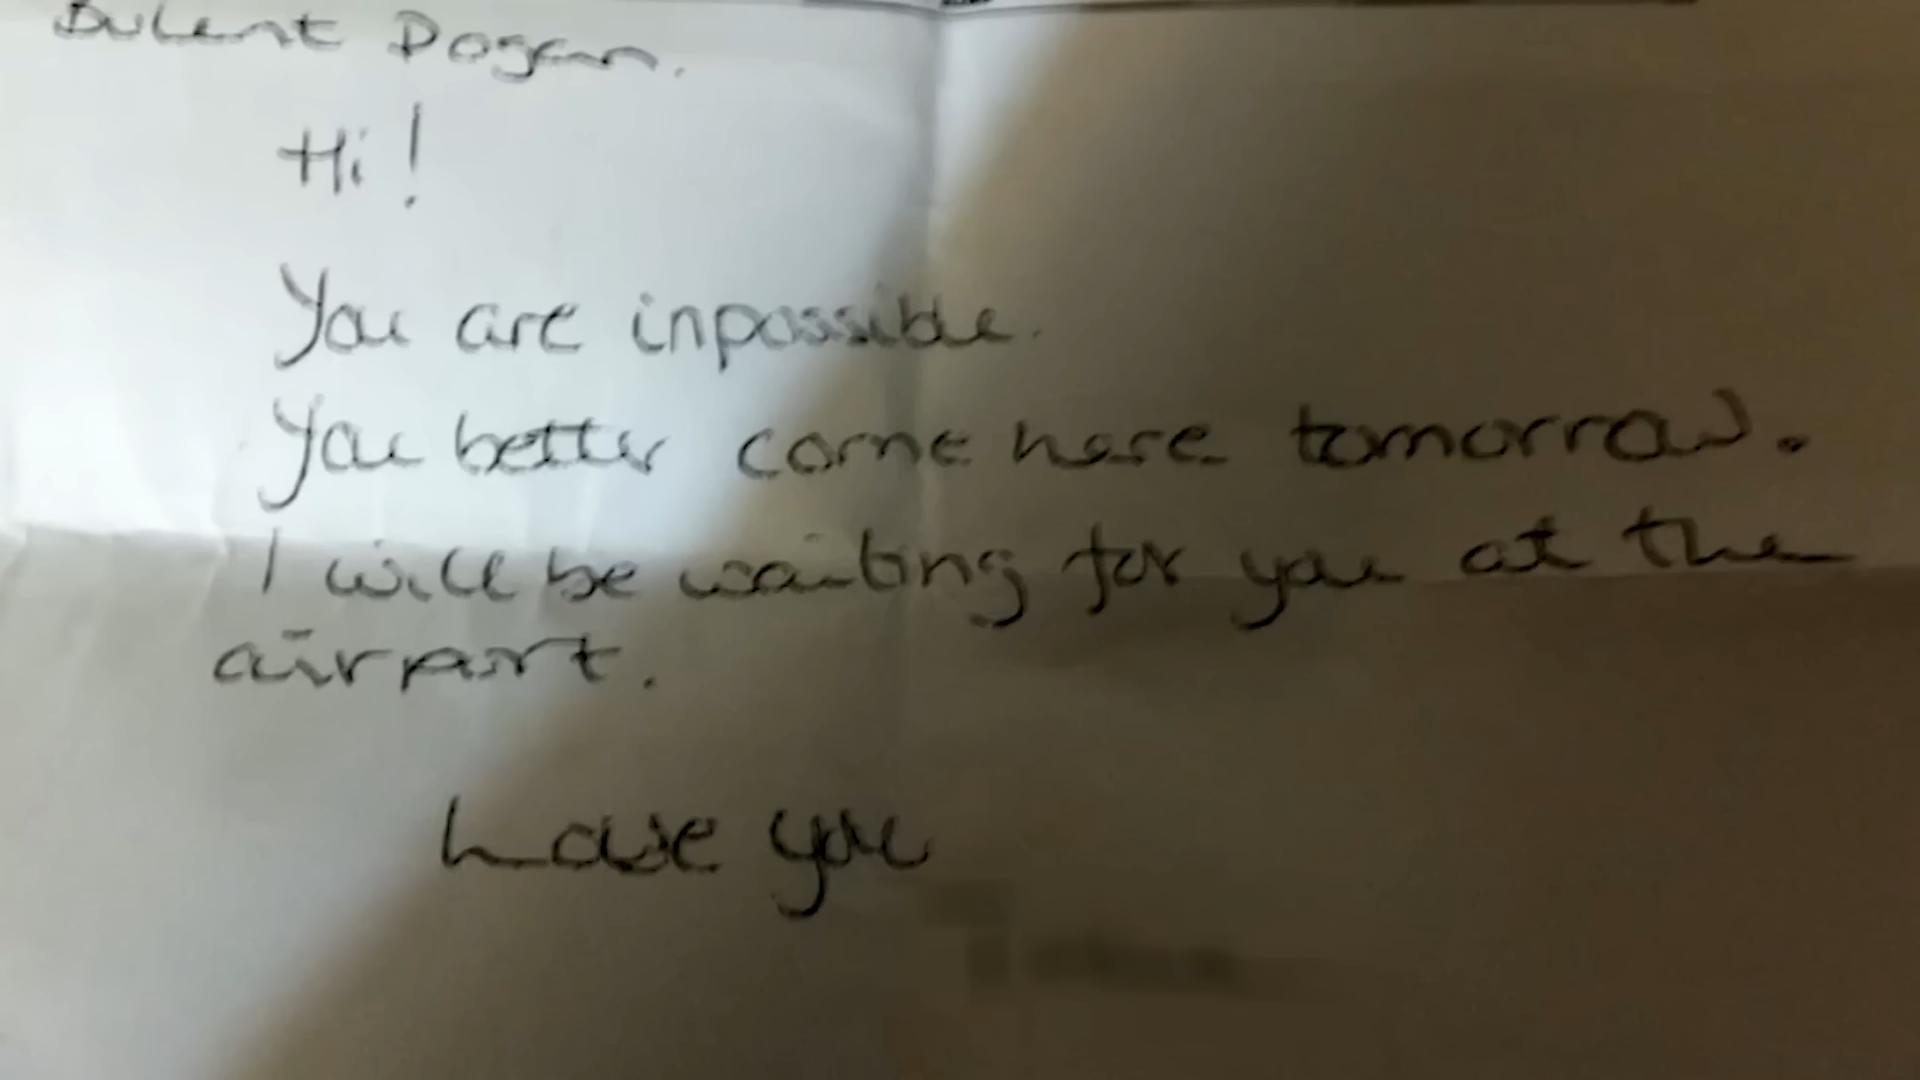 Bulent Dogan.
Hi!
You are inpossible.
You better come here tomorrow.
I will be waiting for you at the
airport.
Love you